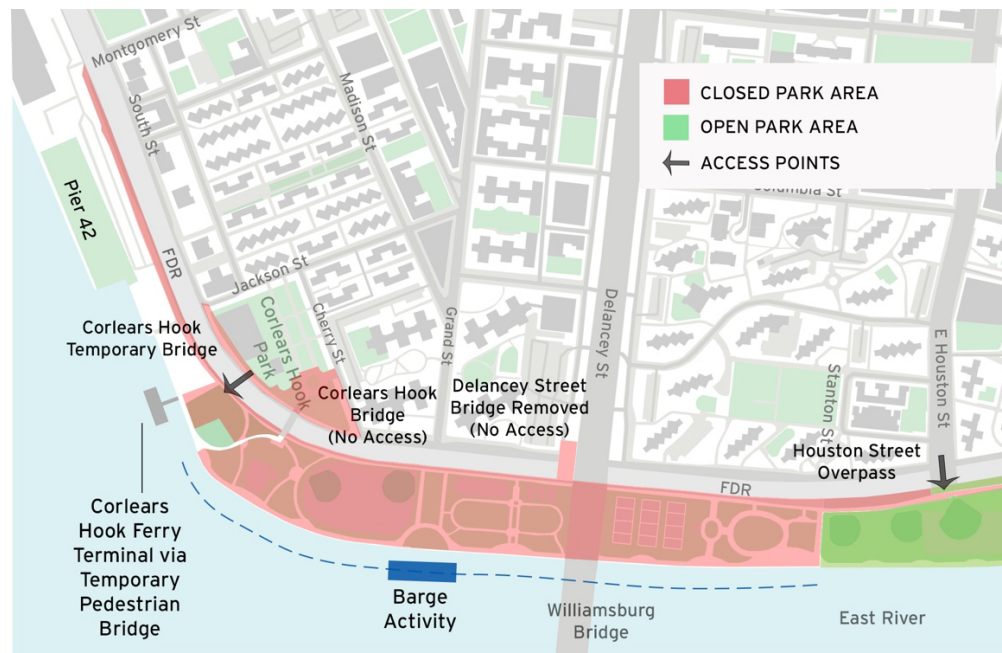 Montgomery St
South St
Madison St
CLOSED PARK AREA
OPEN PARK AREA
ACCESS POINTS
Columbia St
Pier 42
FDR
Jackson St
Corlears Hook
Park
Cherry St
Grand St
Delancey St
E Houston St
Stanton St
Corlears Hook
Temporary Bridge
Corlears Hook
Bridge
(No Access)
Delancey Street
Bridge Removed
(No Access)
Houston Street
Overpass
FDR
Corlears
Hook Ferry
Terminal via
Temporary
Pedestrian
Bridge
Barge
Activity
Williamsburg
Bridge
East River